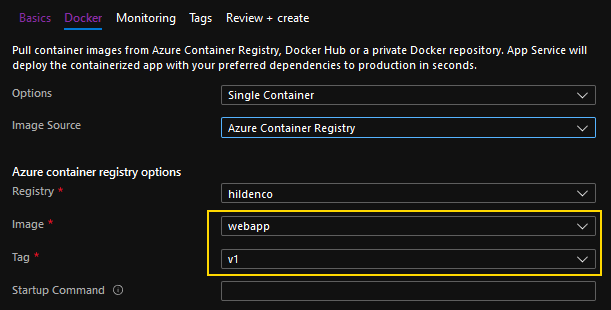 Basics Docker Monitoring Tags Review + create
Pull container images from Azure Container Registry, Docker Hub or a private Docker repository. App Service will
deploy the containerized app with your preferred dependencies to production in seconds.
Options Single Container
Image Source Azure Container Registry
Azure container registry options
Registry * hildenco
Image * webapp
Tag * v1
Startup Command